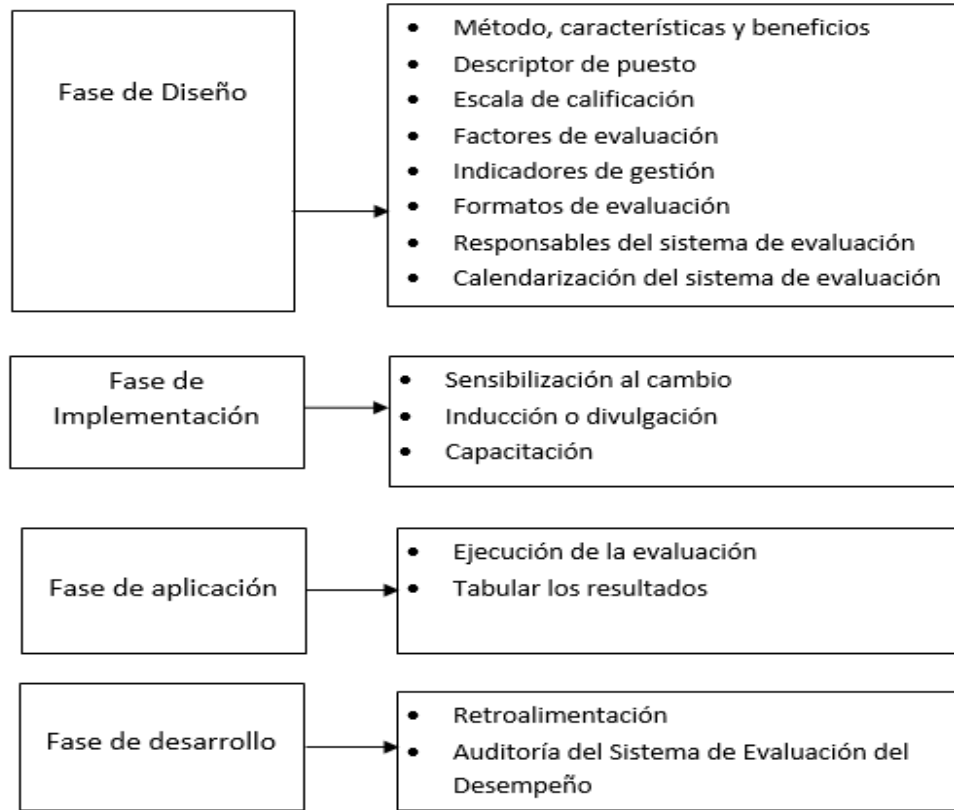 Fase de Diseño
• Método, características y beneficios
• Descriptor de puesto
• Escala de calificación
• Factores de evaluación
• Indicadores de gestión
• Formatos de evaluación
• Responsables del sistema de evaluación
• Calendarización del sistema de evaluación
Fase de
Implementación
• Sensibilización al cambio
• Inducción o divulgación
• Capacitación
Fase de aplicación
• Ejecución de la evaluación
• Tabular los resultados
Fase de desarrollo
• Retroalimentación
• Auditoría del Sistema de Evaluación del
Desempeño